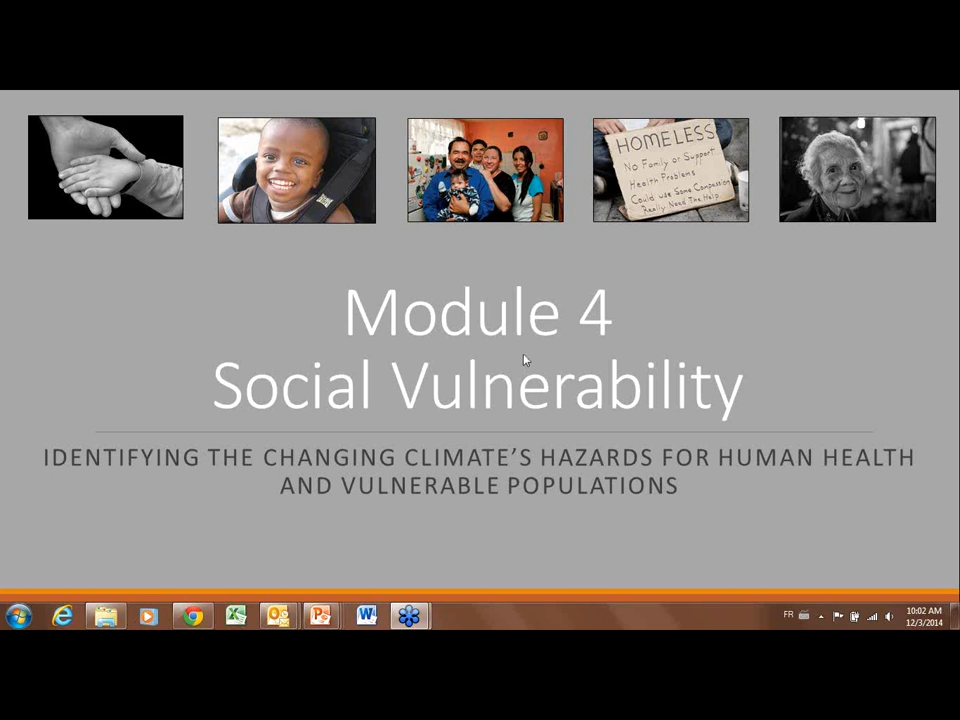 HOMELESS
No Family or Support
Health Problems
Could use Some Compassion
Really Need The Help
Module 4
Social Vulnerability
IDENTIFYING THE CHANGING CLIMATE’S HAZARDS FOR HUMAN HEALTH
AND VULNERABLE POPULATIONS
FR
10:02 AM
12/3/2014